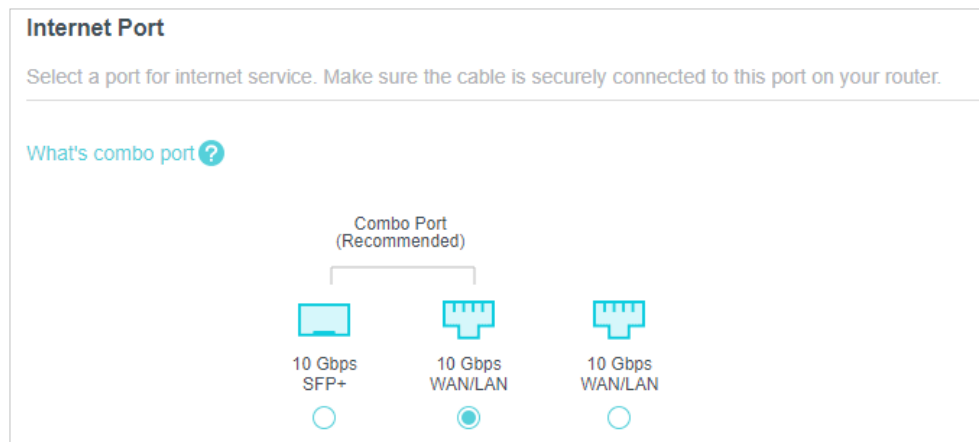 Internet Port
Select a port for internet service. Make sure the cable is securely connected to this port on your router.
What's combo port ?
Combo Port
(Recommended)
10 Gbps
SFP+
10 Gbps
WAN/LAN
10 Gbps
WAN/LAN